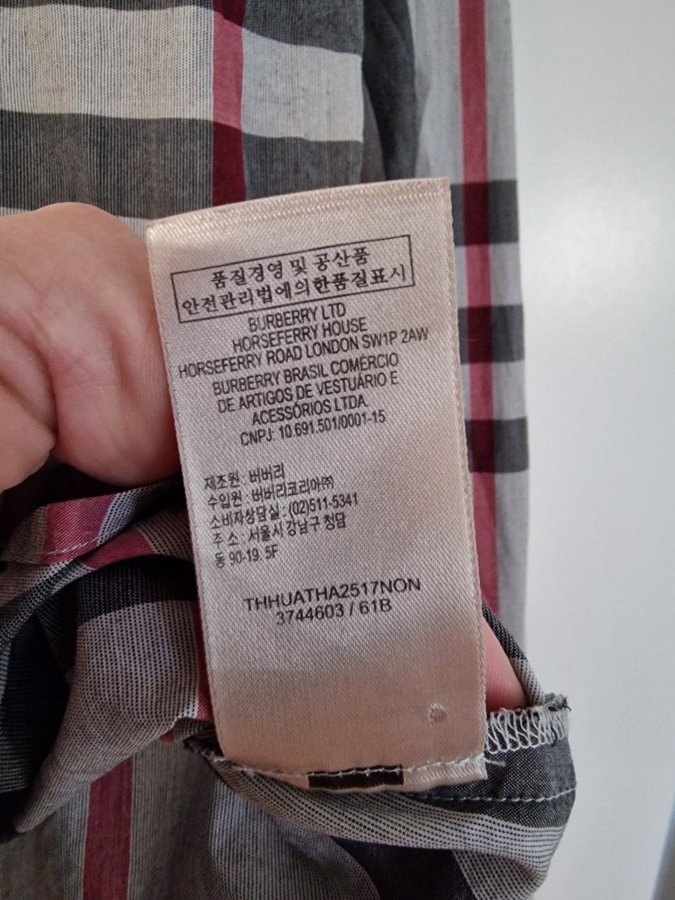 품질경영 및 공산품
안전관리법에의한품질표시
BURBERRY LTD
HORSEFERRY HOUSE
HORSEFERRY ROAD LONDON SW1P 2AW
BURBERRY BRASIL COMÉRCIO
DE ARTIGOS DE VESTUÁRIO E
ACESSÓRIOS LTDA.
CNPJ: 10.691.501/0001-15
제조원 : 버버리
수입원 : 버버리코리아㈜
소비자상담실 : (02)511-5341
주 소 : 서울시 강남구 청담
동 90-19. 5F
THHUATHA2517NON
3744603 / 61B